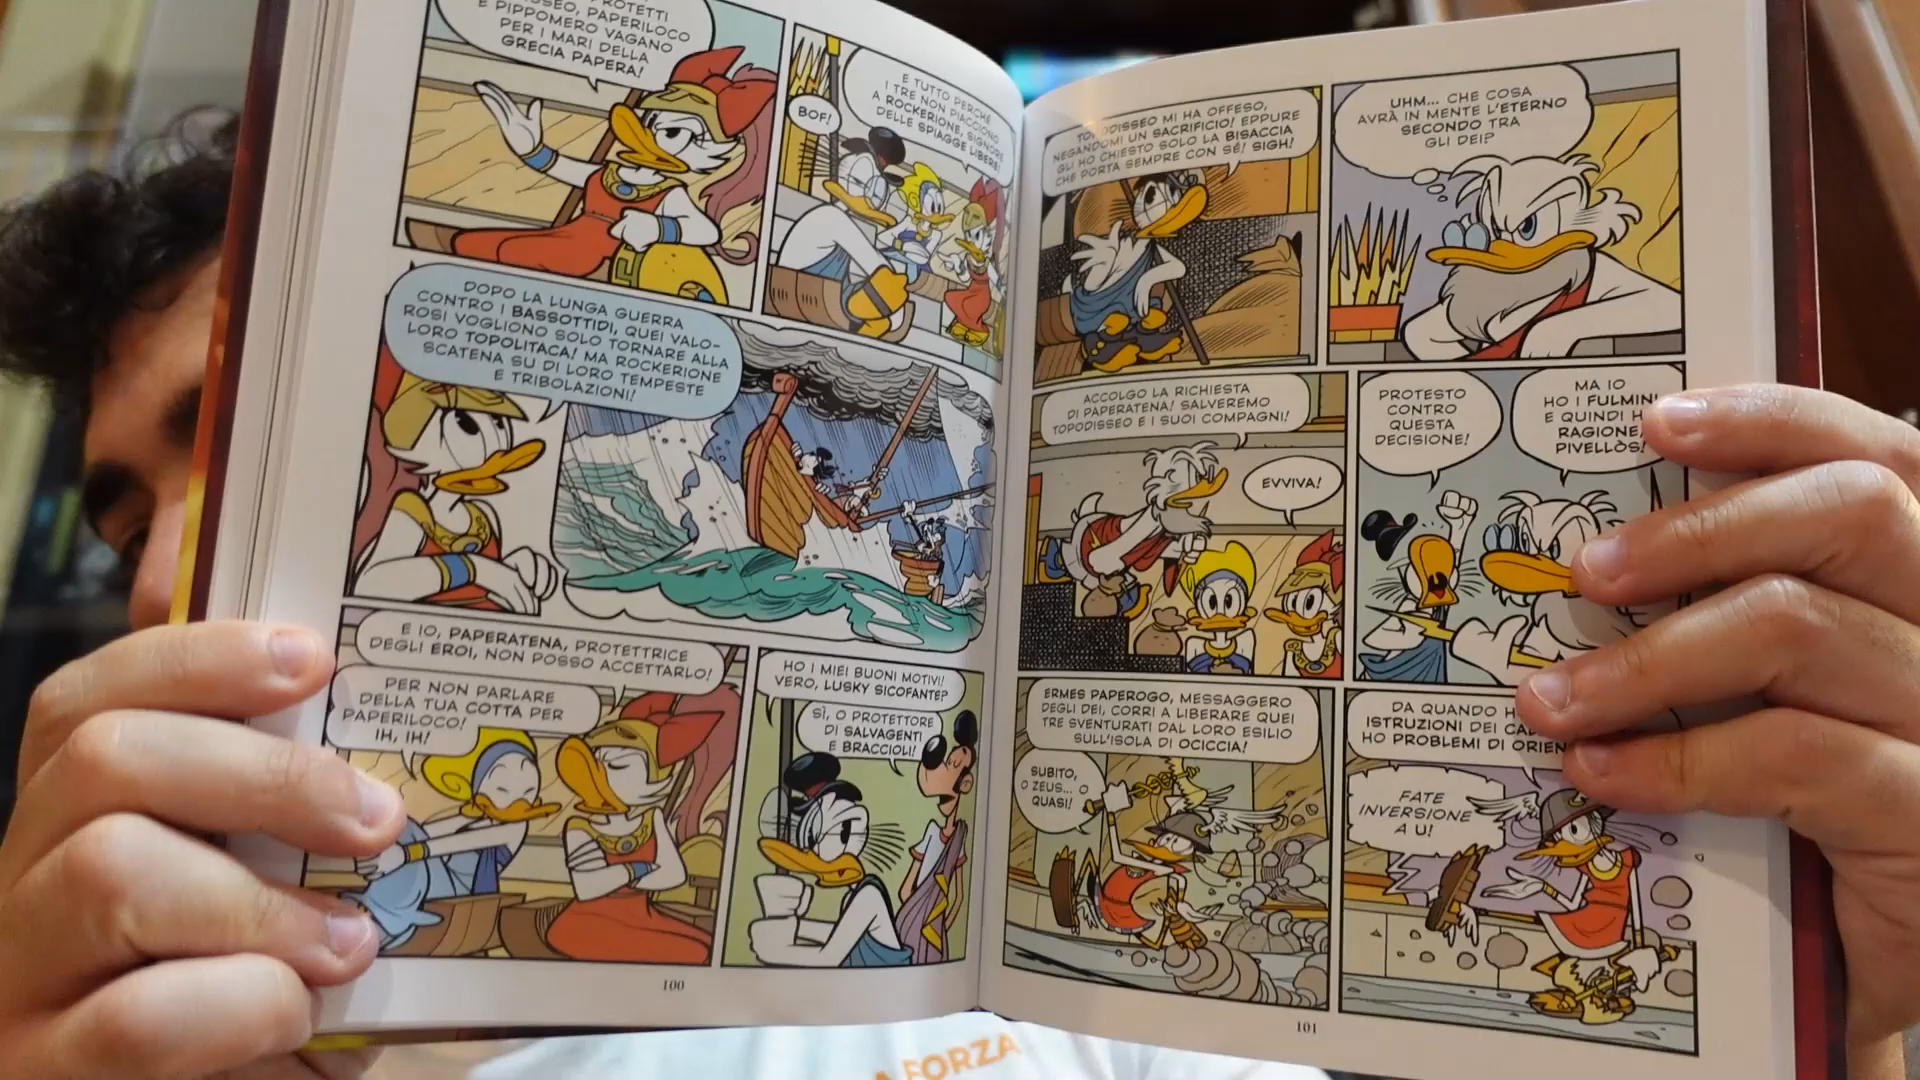 ROTETTI
SSEO, PAPERILOCO
E PIPPOMERO VAGANO
PER I MARI DELLA
GRECIA PAPERA!
BOF!
E TUTTO PERCHÉ
I TRE NON PIACCIONO
A ROCKERIONE, SIGNORE
DELLE SPIAGGE LIBERE!
DOPO LA LUNGA GUERRA
CONTRO I BASSOTTIDI, QUEI VALO-
ROSI VOGLIONO SOLO TORNARE ALLA
LORO TOPOLITACA! MA ROCKERIONE
SCATENA SU DI LORO TEMPESTE
E TRIBOLAZIONI!
E IO, PAPERATENA, PROTETTRICE
DEGLI EROI, NON POSSO ACCETTARLO!
PER NON PARLARE
DELLA TUA COTTA PER
PAPERILOCO!
IH, IH!
HO I MIEI BUONI MOTIVI!
VERO, LUSKY SICOFANTE?
SÌ, O PROTETTORE
DI SALVAGENTI
E BRACCIOLI!
100
TOPODISSEO MI HA OFFESO,
NEGANDOMI UN SACRIFICIO! EPPURE
GLI HO CHIESTO SOLO LA BISACCIA
CHE PORTA SEMPRE CON SÉ! SIGH!
UHM... CHE COSA
AVRÀ IN MENTE L'ETERNO
SECONDO TRA
GLI DEI?
ACCOLGO LA RICHIESTA
DI PAPERATENA! SALVEREMO
TOPODISSEO E I SUOI COMPAGNI!
EVVIVA!
PROTESTO
CONTRO
QUESTA
DECISIONE!
MA IO
HO I FULMINI
E QUINDI H
RAGIONE,
PIVELLÒS!
ERMES PAPEROGO, MESSAGGERO
DEGLI DEI, CORRI A LIBERARE QUEI
TRE SVENTURATI DAL LORO ESILIO
SULL'ISOLA DI OCICCIA!
SUBITO,
O ZEUS... O
QUASI!
DA QUANDO H
ISTRUZIONI DEI CA
HO PROBLEMI DI ORIEN
FATE
INVERSIONE
A U!
101
A FORZA